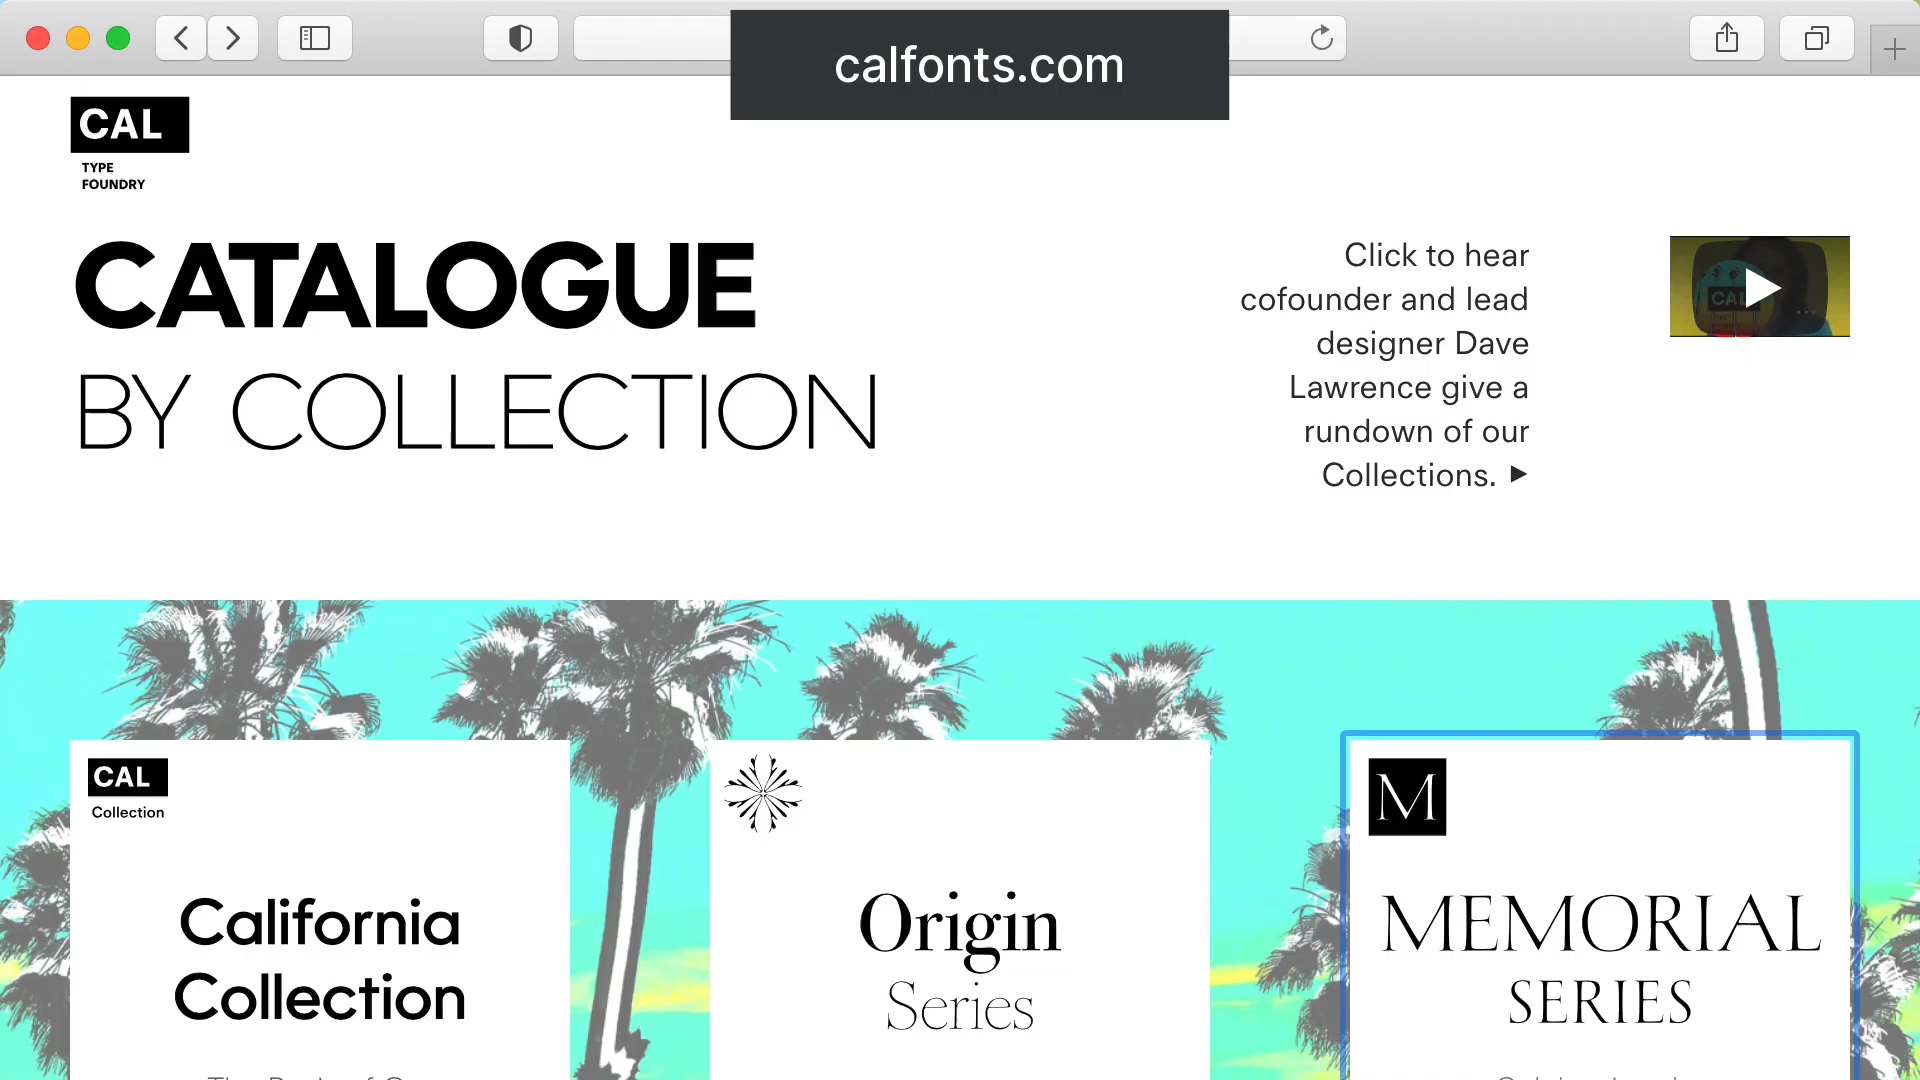 calfonts.com
CAL
TYPE
FOUNDRY
CATALOGUE
BY COLLECTION
Click to hear
cofounder and lead
designer Dave
Lawrence give a
rundown of our
Collections. ▶
CAL
CAL
Collection
California
Collection
Origin
Series
M
MEMORIAL
SERIES